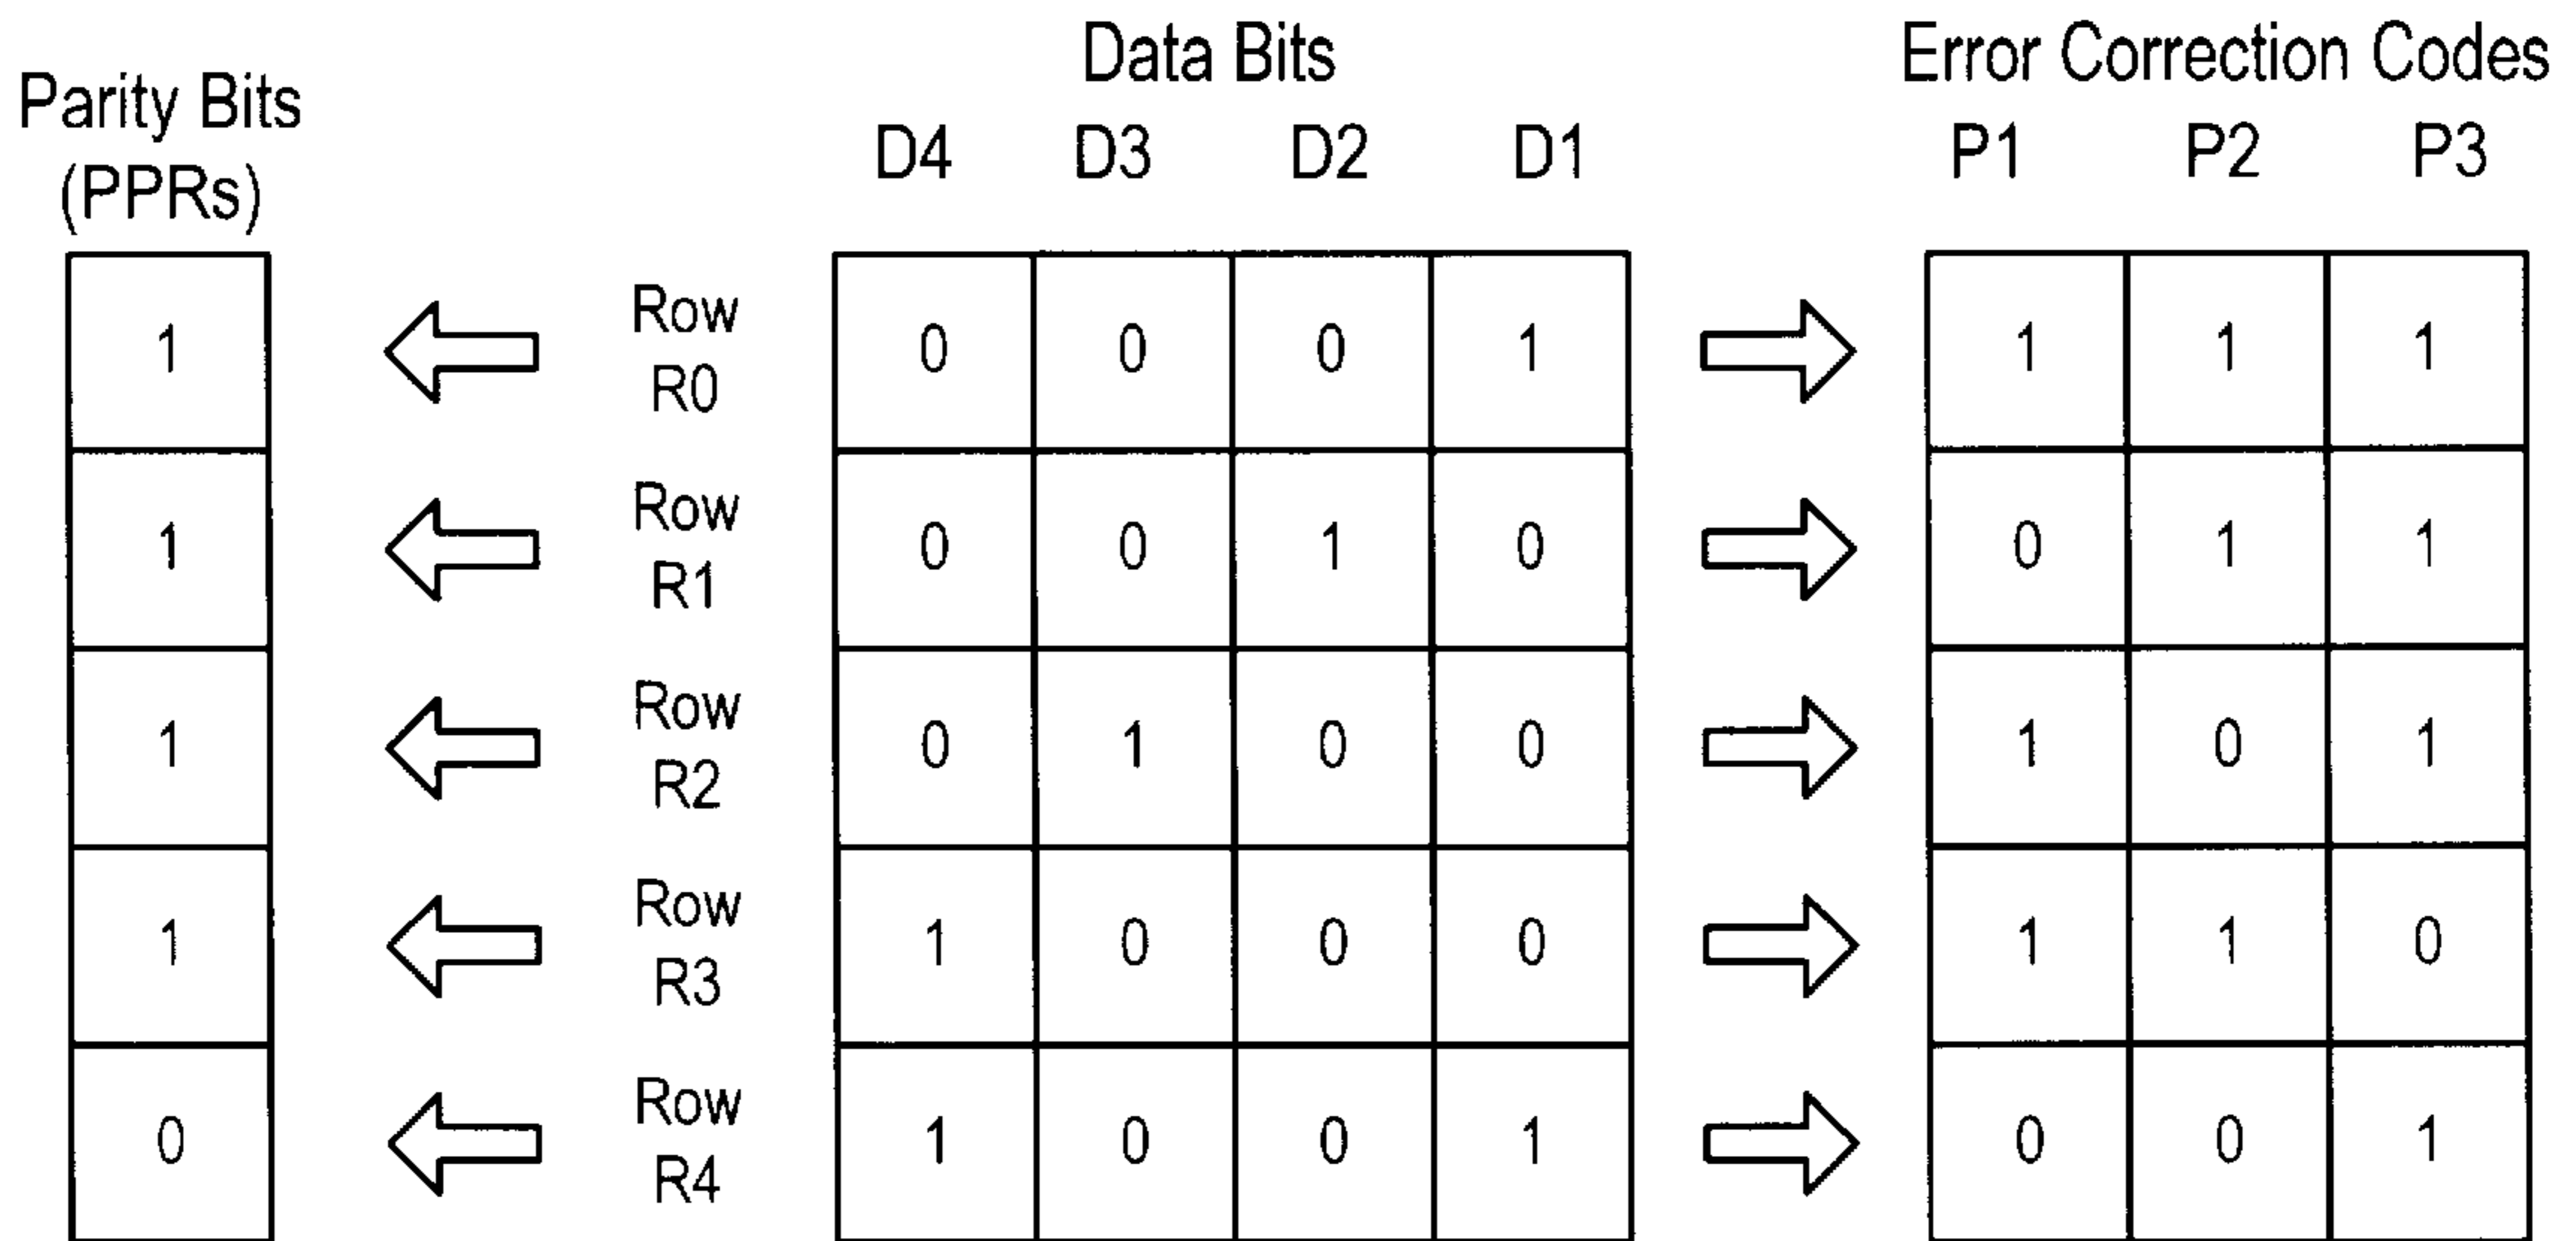 Data Bits Error Correction Codes
Parity Bits
(PPRs)
D4 D3 D2 D1 P1 P2 P3
1 Row R0 0 0 0 1 1 1 1
1 Row R1 0 0 1 0 0 1 1
1 Row R2 0 1 0 0 1 0 1
1 Row R3 1 0 0 0 1 1 0
0 Row R4 1 0 0 1 0 0 1